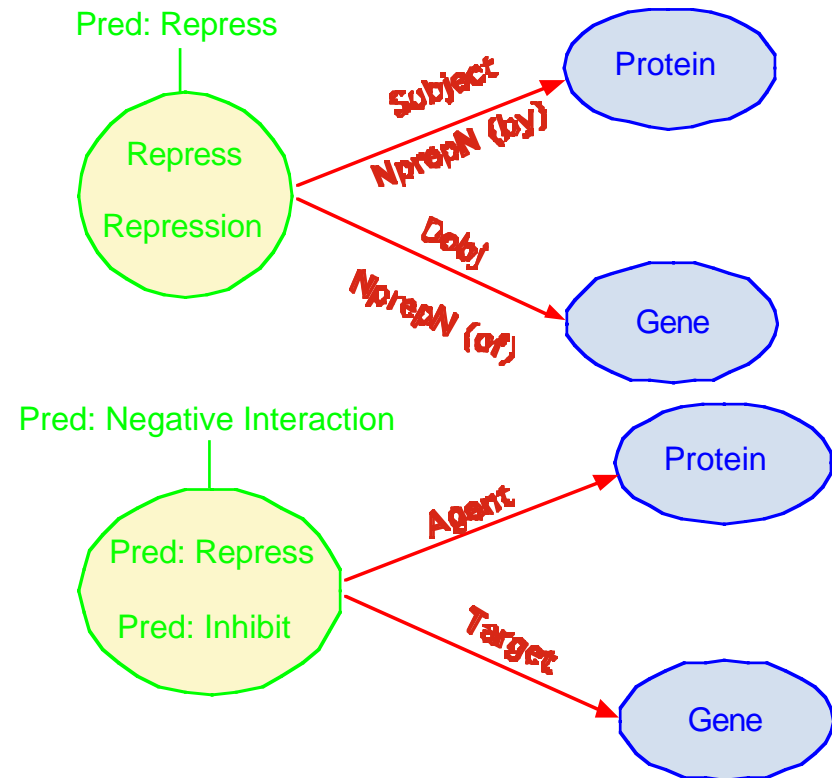 Pred: Repress
Subject
Protein
Repress
NprepN (by)
Repression
Dobj
NprepN (of)
Gene
Pred: Negative Interaction
Protein
Agent
Pred: Repress
Pred: Inhibit
Target
Gene